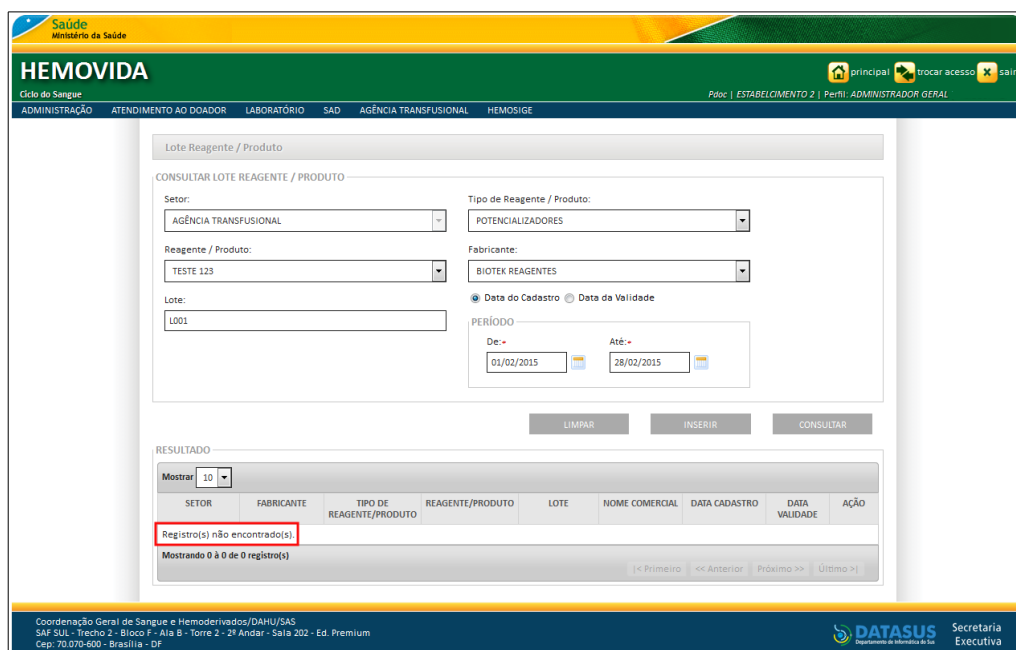 Saúde
Ministério da Saúde
HEMOVIDA
Ciclo do Sangue
principal trocar acesso sair
Pdoc | ESTABELCIMENTO 2 | Perfil: ADMINISTRADOR GERAL
ADMINISTRAÇÃO ATENDIMENTO AO DOADOR LABORATÓRIO SAD AGÊNCIA TRANSFUSIONAL HEMOSIGE
Lote Reagente / Produto
CONSULTAR LOTE REAGENTE / PRODUTO
Setor: Tipo de Reagente / Produto:
AGÊNCIA TRANSFUSIONAL POTENCIALIZADORES
Reagente / Produto: Fabricante:
TESTE 123 BIOTEK REAGENTES
Lote: Data do Cadastro Data da Validade
L001
PERÍODO
De:• Até:•
01/02/2015 28/02/2015
LIMPAR INSERIR CONSULTAR
RESULTADO
Mostrar 10
SETOR FABRICANTE TIPO DE REAGENTE/PRODUTO REAGENTE/PRODUTO LOTE NOME COMERCIAL DATA CADASTRO DATA VALIDADE AÇÃO
Registro(s) não encontrado(s).
Mostrando 0 à 0 de 0 registro(s)
[< Primeiro << Anterior Próximo >> Último >]
Coordenação Geral de Sangue e Hemoderivados/DAHU/SAS
SAF SUL - Trecho 2 - Bloco F - Ala B - Torre 2 - 2º Andar - Sala 202 - Ed. Premium
Cep: 70.070-600 - Brasília - DF
DATASUS
Departamento de Informática do Sus
Secretaria
Executiva